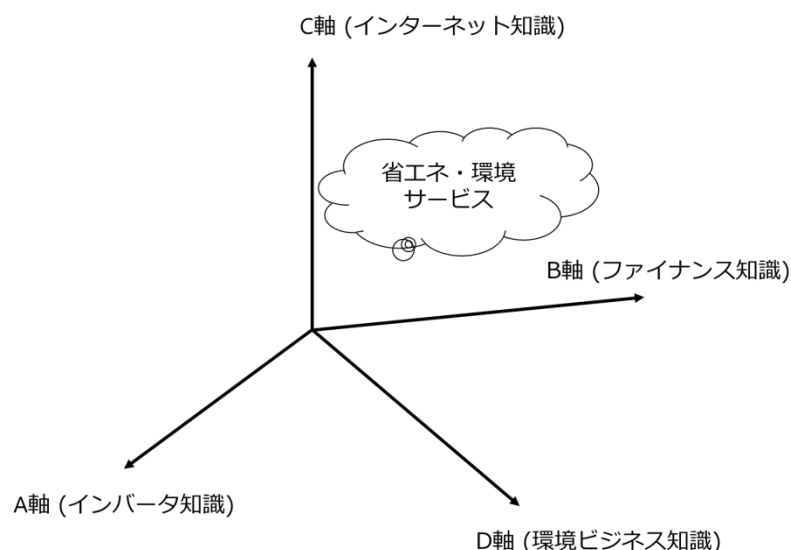 C軸 (インターネット知識)
省エネ・環境
サービス
B軸 (ファイナンス知識)
A軸 (インバータ知識)
D軸 (環境ビジネス知識)